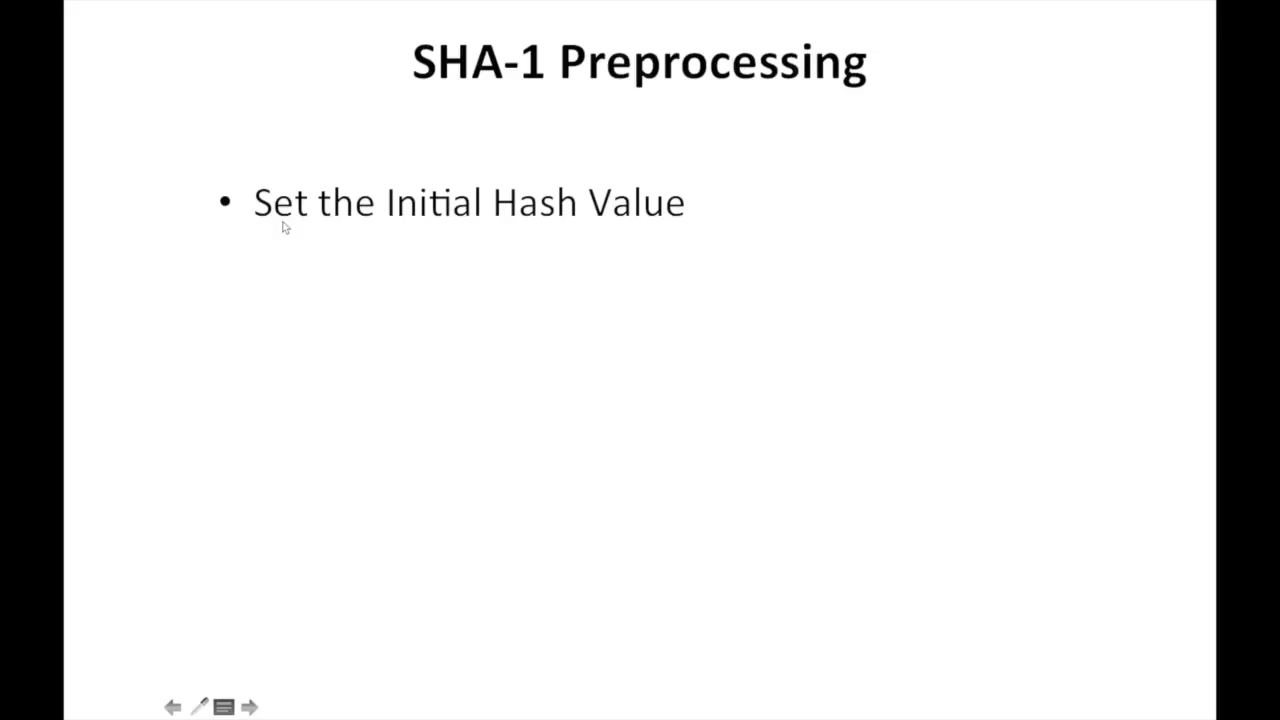 SHA-1 Preprocessing
• Set the Initial Hash Value